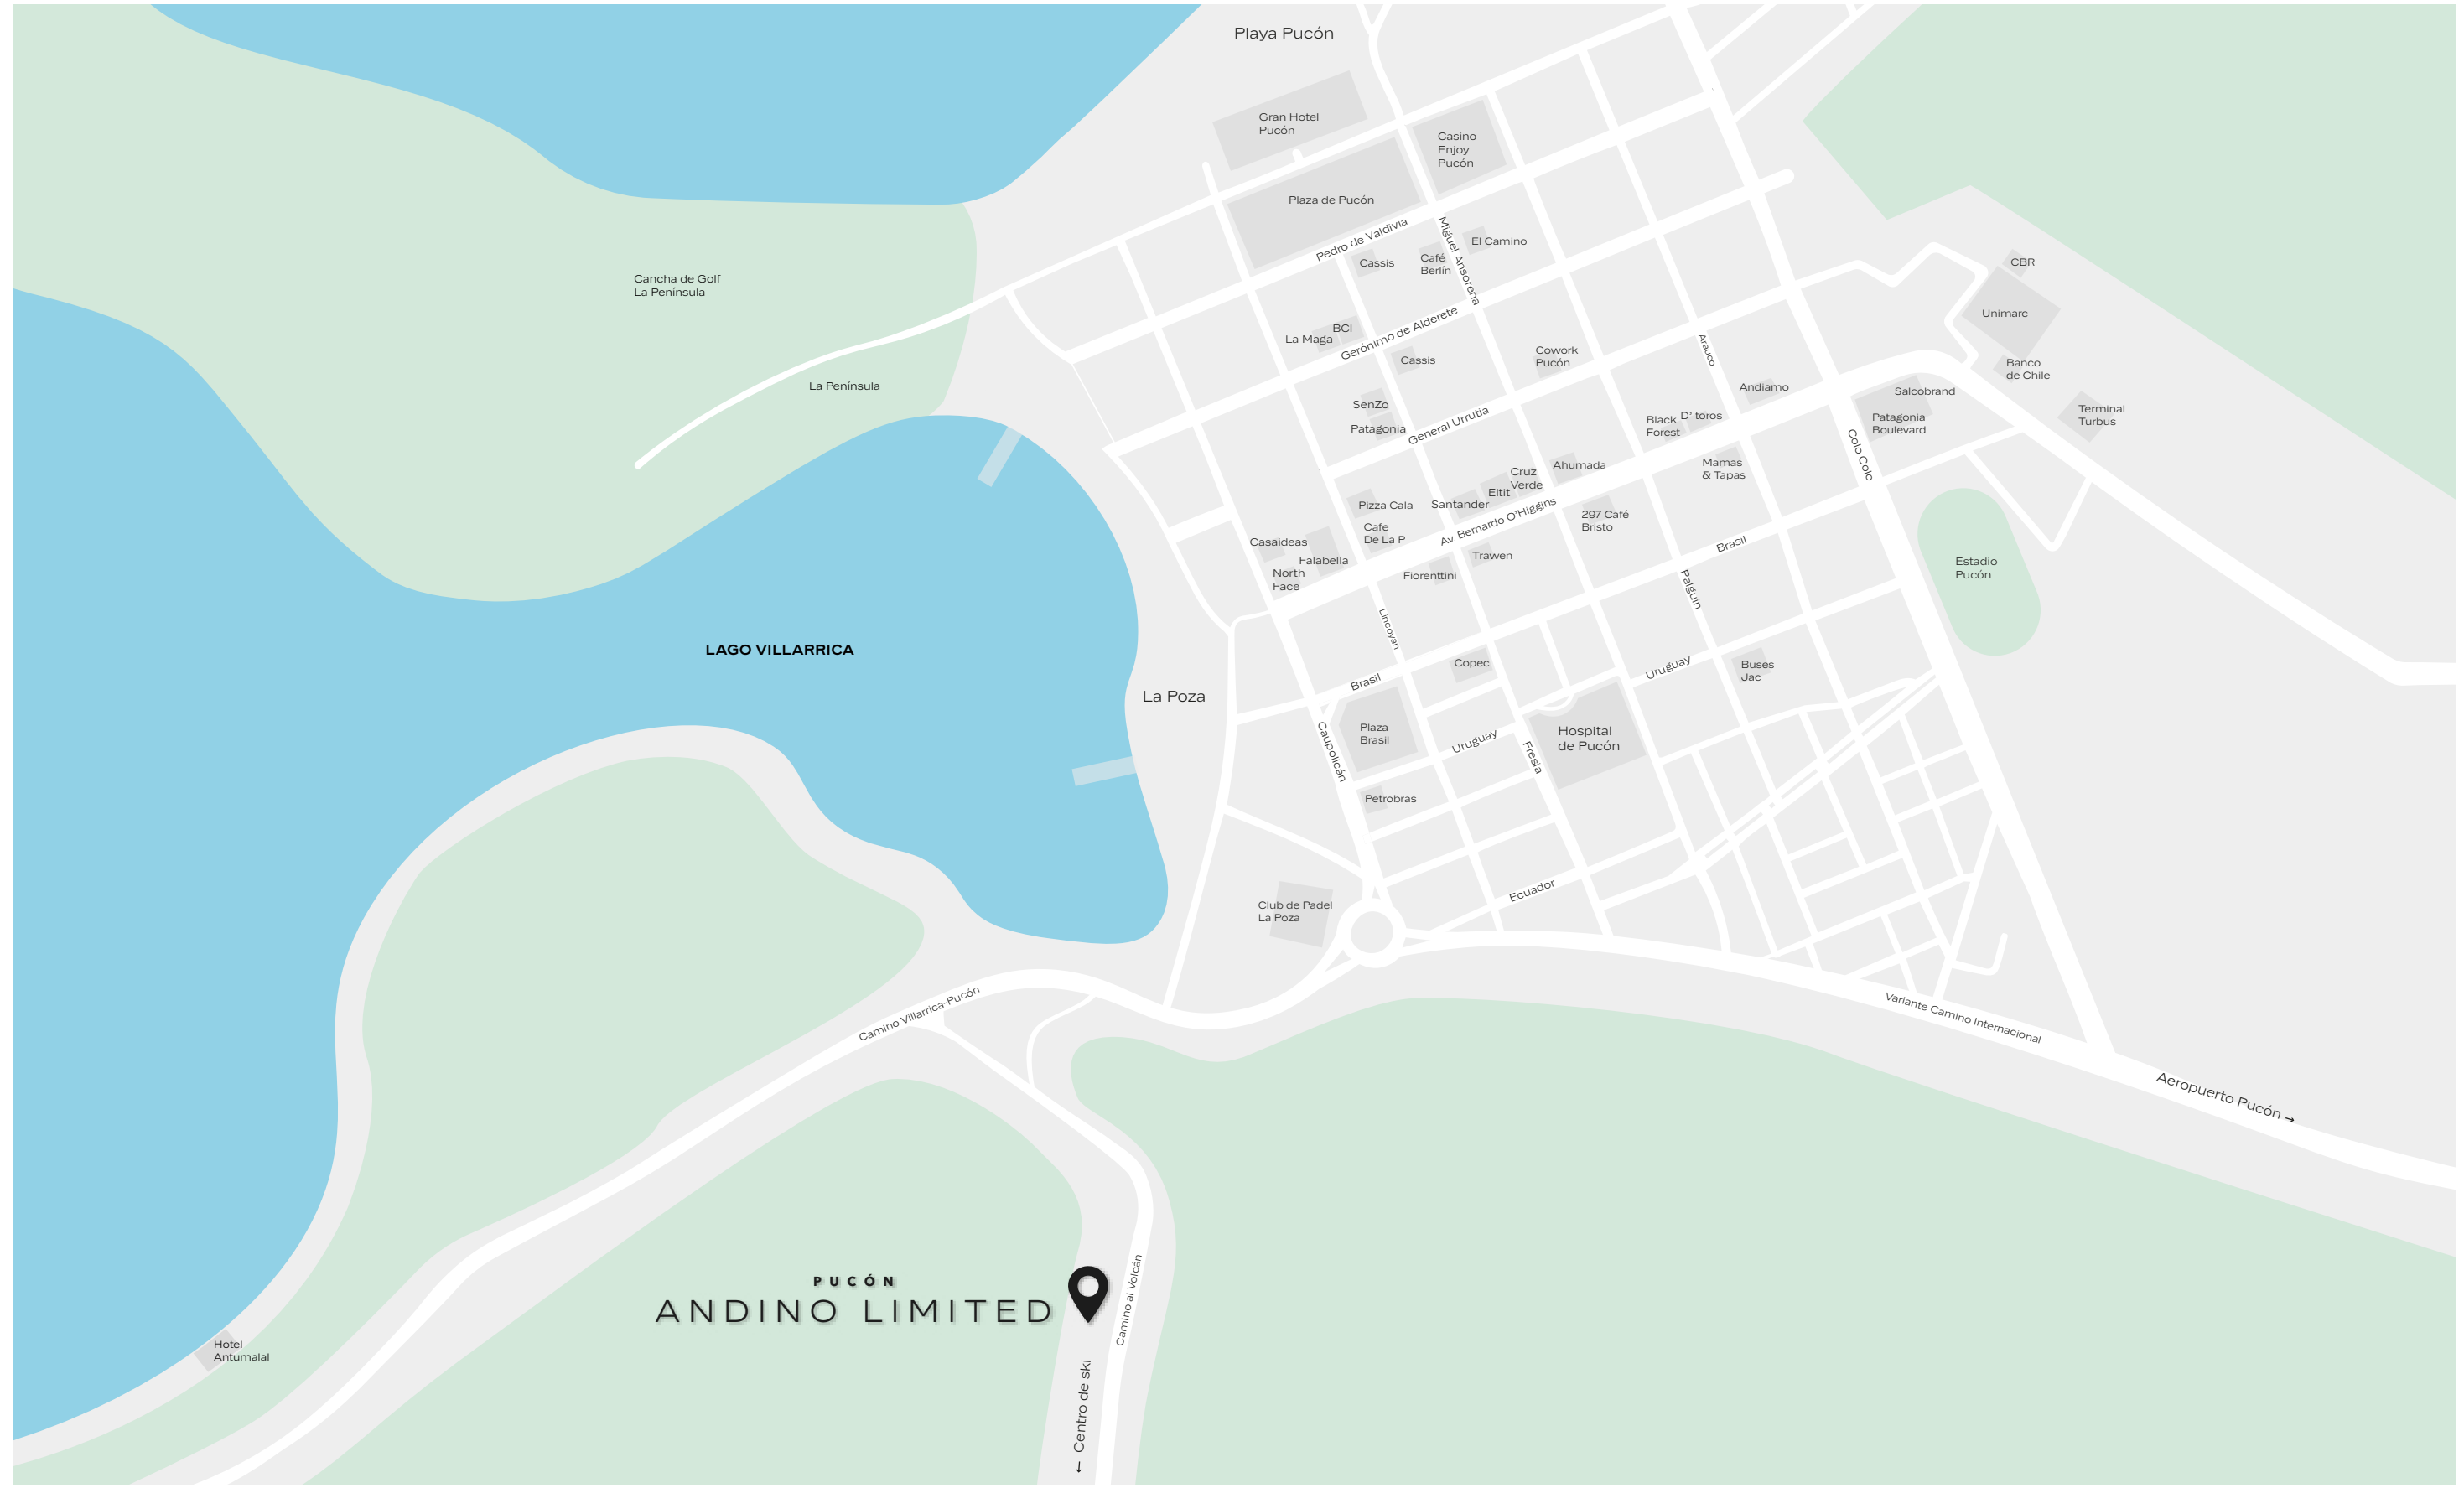 Playa Pucón
Gran Hotel
Pucón
Casino
Enjoy
Pucón
Plaza de Pucón
Pedro de Valdivia
Miguel Ansorena
El Camino
Cassis
Café
Berlín
CBR
Unimarc
Cancha de Golf
La Península
BCI
La Maga
Gerónimo de Alderete
Cassis
Cowork
Pucón
Arauco
Banco
de Chile
La Península
Andiamo
Salcobrand
SenZo
Patagonia
General Urrutia
Black
Forest
D' toros
Patagonia
Boulevard
Terminal
Turbus
Colo Colo
Cruz
Verde
Ahumada
Mamas
& Tapas
Eltit
Pizza Cala
Santander
Av. Bernardo O'Higgins
297 Café
Bristo
Cafe
De La P
Casaideas
Falabella
North
Face
Trawen
Fiorenttini
Brasil
Estadio
Pucón
Palguín
Lincoyan
LAGO VILLARRICA
Copec
Uruguay
Buses
Jac
La Poza
Brasil
Plaza
Brasil
Caupolicán
Uruguay
Fresia
Hospital
de Pucón
Petrobras
Ecuador
Club de Padel
La Poza
Camino Villarrica-Pucón
Variante Camino Internacional
Aeropuerto Pucón →
PUCÓN
ANDINO LIMITED
Camino al Volcán
Hotel
Antumalal
← Centro de ski